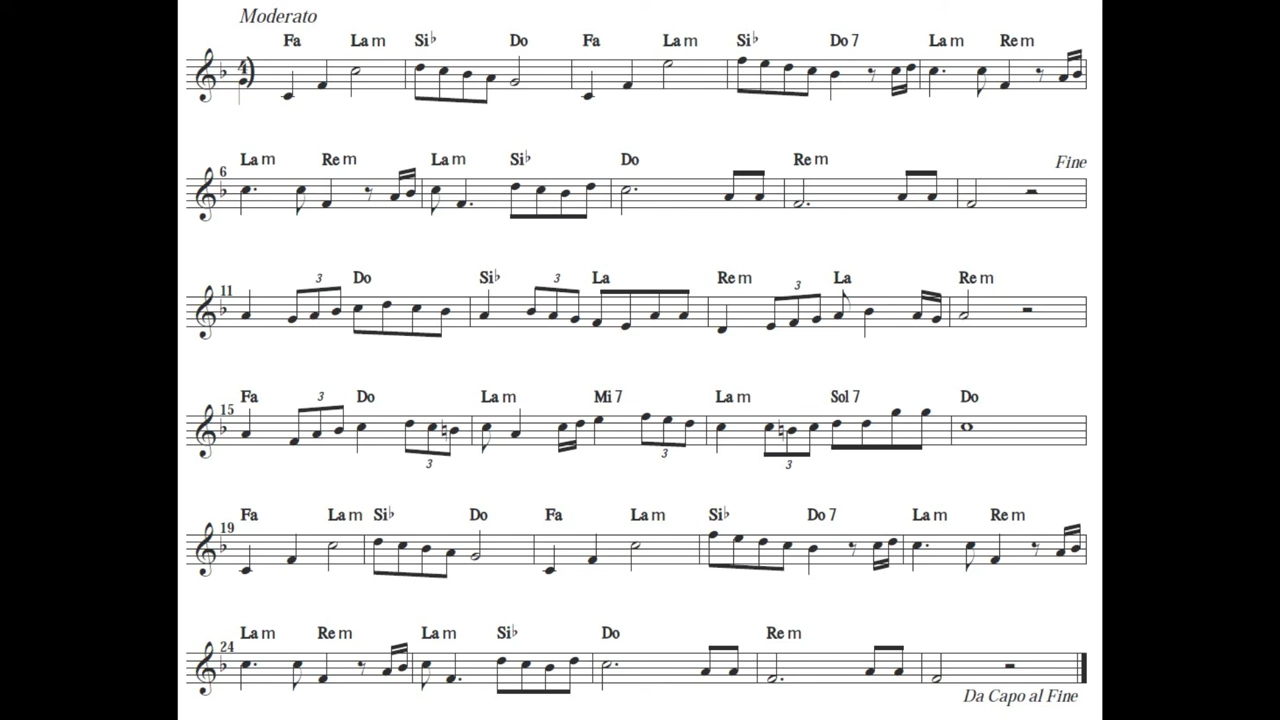 Moderato
Fa La m Si♭ Do Fa La m Si♭ Do 7 La m Re m
4
6 La m Re m La m Si♭ Do Re m Fine
11 3 Do Si♭ 3 La Re m 3 La Re m
15 Fa 3 Do 3 La m Mi 7 3 La m 3 Sol 7 Do
19 Fa La m Si♭ Do Fa La m Si♭ Do 7 La m Re m
24 La m Re m La m Si♭ Do Re m
Da Capo al Fine